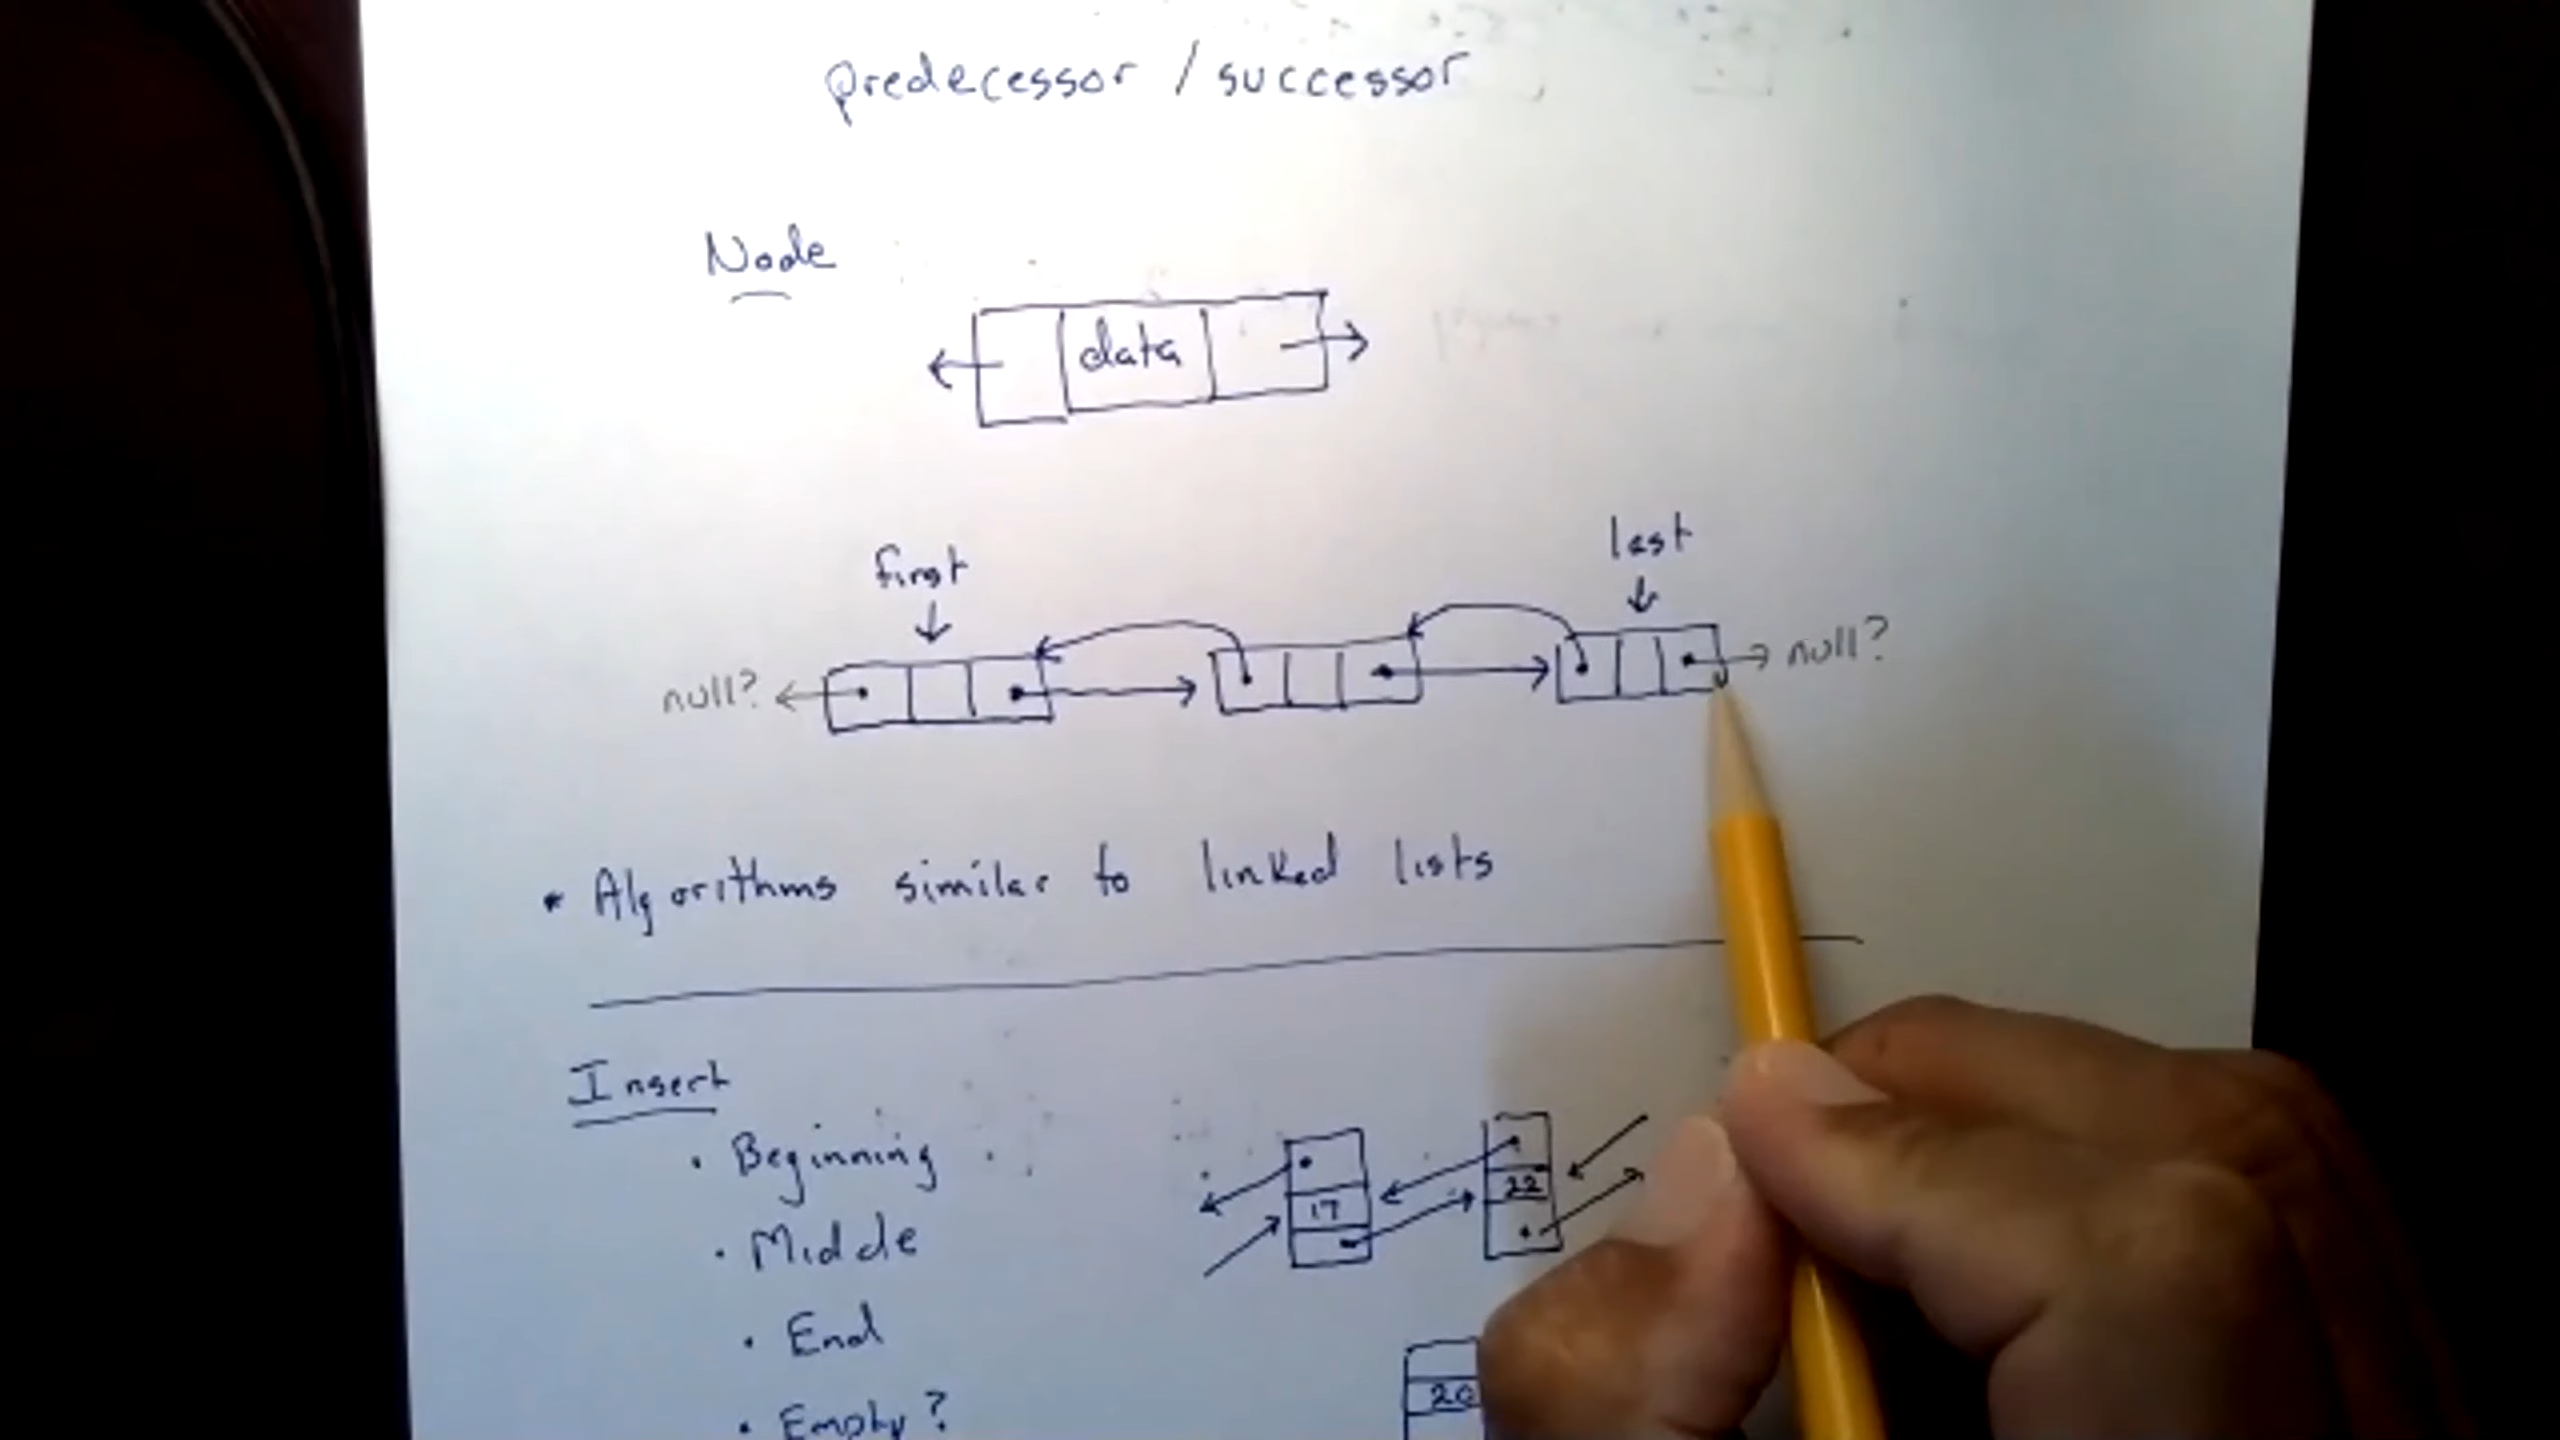 predecessor / successor
Node
data
first
last
null?
null?
* Algorithms similar to linked lists
Insert
• Beginning
• Middle
• End
• Empty?
17
22
20